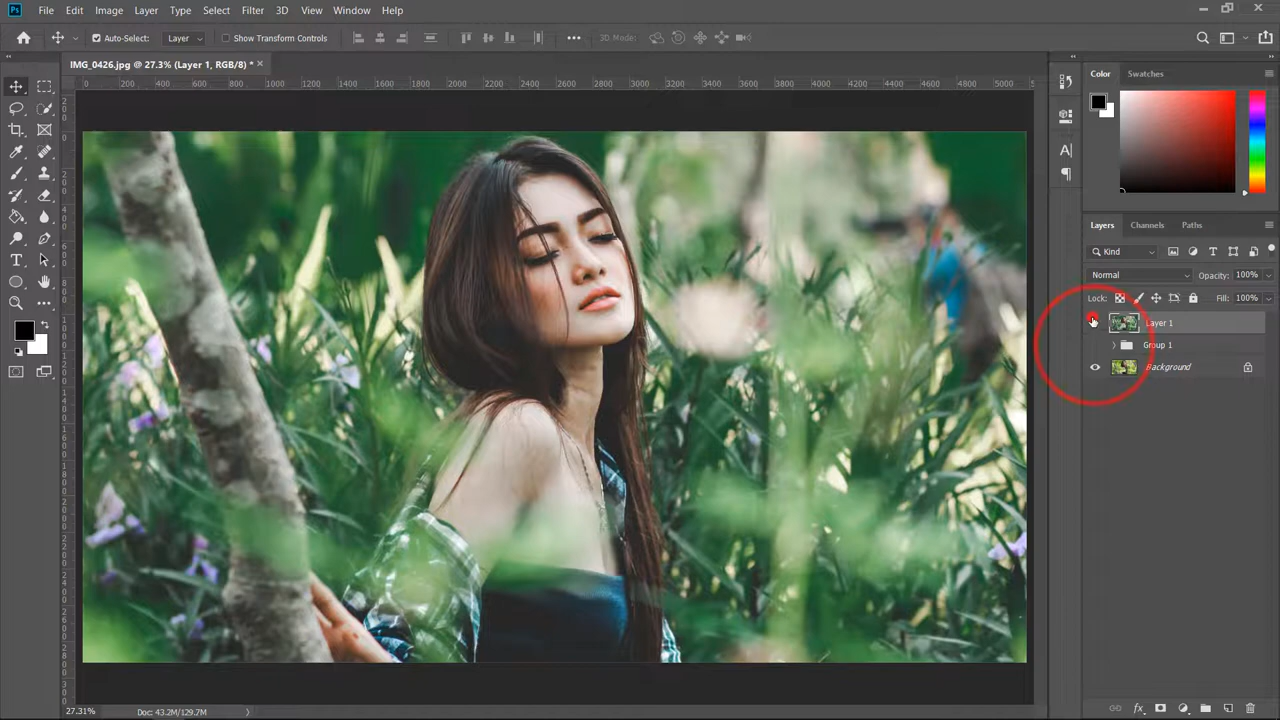 Ps File Edit Image Layer Type Select Filter 3D View Window Help
Auto-Select: Layer Show Transform Controls 3D Mode:
IMG_0426.jpg @ 27.3% (Layer 1, RGB/8) * ×
0 200 400 600 800 1000 1200 1400 1600 1800 2000 2200 2400 2600 2800 3000 3200 3400 3600 3800 4000 4200 4400 4600 4800 5000
Color Swatches
Layers Channels Paths
Kind
Normal Opacity: 100%
Lock: Fill: 100%
Layer 1
Group 1
Background
27.31% Doc: 43.2M/129.7M